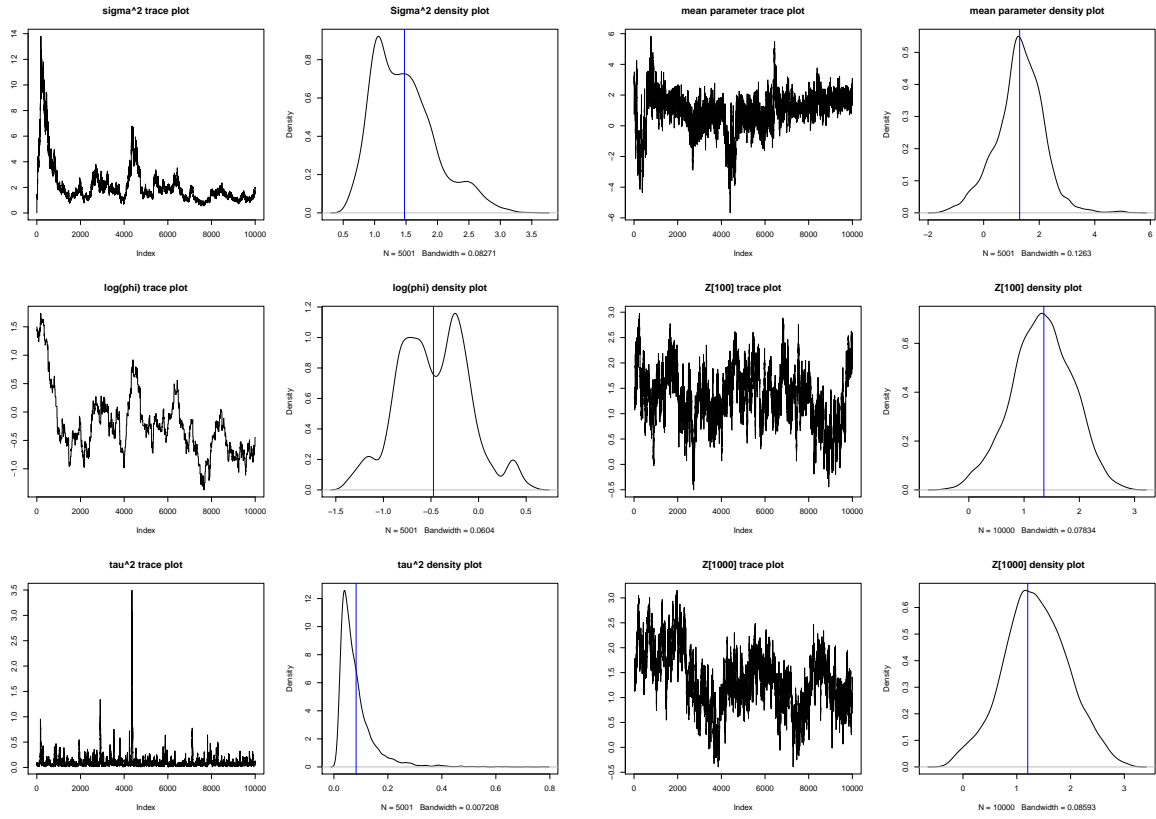 sigma^2 trace plot
0 2 4 6 8 10 12 14
0 2000 4000 6000 8000 10000
Index
Sigma^2 density plot
Density
0.0 0.2 0.4 0.6 0.8
0.5 1.0 1.5 2.0 2.5 3.0 3.5
N = 5001 Bandwidth = 0.08271
mean parameter trace plot
−6 −4 −2 0 2 4 6
0 2000 4000 6000 8000 10000
Index
mean parameter density plot
Density
0.0 0.1 0.2 0.3 0.4 0.5
−2 0 2 4 6
N = 5001 Bandwidth = 0.1263
log(phi) trace plot
−1.0 −0.5 0.0 0.5 1.0 1.5
0 2000 4000 6000 8000 10000
Index
log(phi) density plot
Density
0.0 0.2 0.4 0.6 0.8 1.0 1.2
−1.5 −1.0 −0.5 0.0 0.5
N = 5001 Bandwidth = 0.0604
Z[100] trace plot
−0.5 0.0 0.5 1.0 1.5 2.0 2.5 3.0
0 2000 4000 6000 8000 10000
Index
Z[100] density plot
Density
0.0 0.2 0.4 0.6
0 1 2 3
N = 10000 Bandwidth = 0.07834
tau^2 trace plot
0.0 0.5 1.0 1.5 2.0 2.5 3.0 3.5
0 2000 4000 6000 8000 10000
Index
tau^2 density plot
Density
0 2 4 6 8 10 12
0.0 0.2 0.4 0.6 0.8
N = 5001 Bandwidth = 0.007208
Z[1000] trace plot
−0.5 0.0 0.5 1.0 1.5 2.0 2.5 3.0
0 2000 4000 6000 8000 10000
Index
Z[1000] density plot
Density
0.0 0.1 0.2 0.3 0.4 0.5 0.6
0 1 2 3
N = 10000 Bandwidth = 0.08593